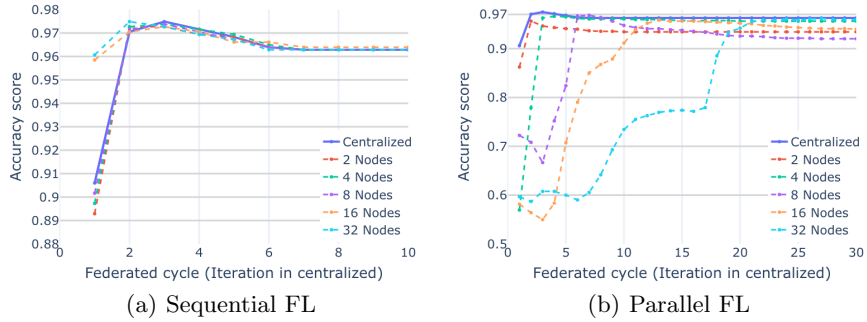 0.98
0.97
0.96
0.95
0.94
0.93
0.92
0.91
0.9
0.89
0.88
Accuracy score
0
2
4
6
8
10
Federated cycle (Iteration in centralized)
Centralized
2 Nodes
4 Nodes
8 Nodes
16 Nodes
32 Nodes
(a) Sequential FL
0.97
0.9
0.8
0.7
0.6
0.5
Accuracy score
0
5
10
15
20
25
30
Federated cycle (Iteration in centralized)
Centralized
2 Nodes
4 Nodes
8 Nodes
16 Nodes
32 Nodes
(b) Parallel FL